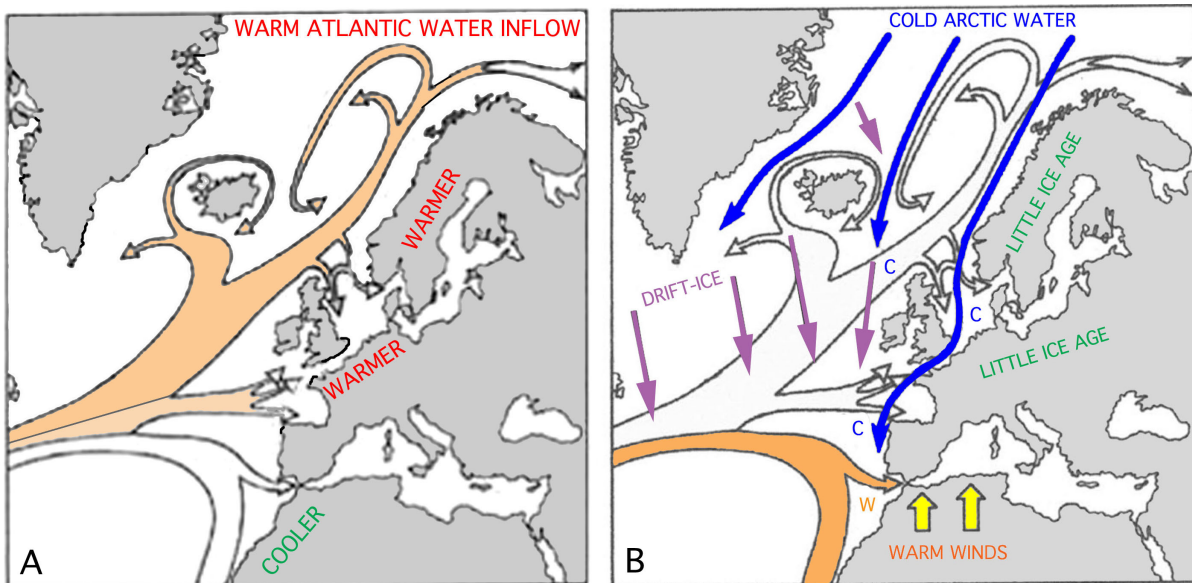 WARM ATLANTIC WATER INFLOW
WARMER
WARMER
COOLER
A
COLD ARCTIC WATER
LITTLE ICE AGE
C
DRIFT-ICE
C
LITTLE ICE AGE
C
W
WARM WINDS
B